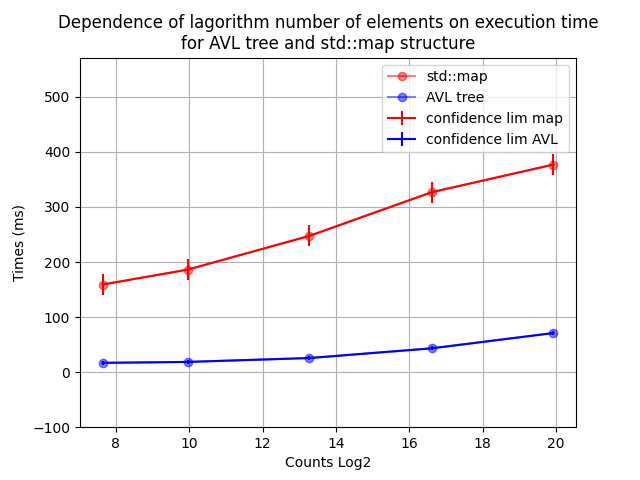 Dependence of lagorithm number of elements on execution time
for AVL tree and std::map structure
std::map
AVL tree
confidence lim map
confidence lim AVL
500
400
300
200
100
0
−100
Times (ms)
8
10
12
14
16
18
20
Counts Log2